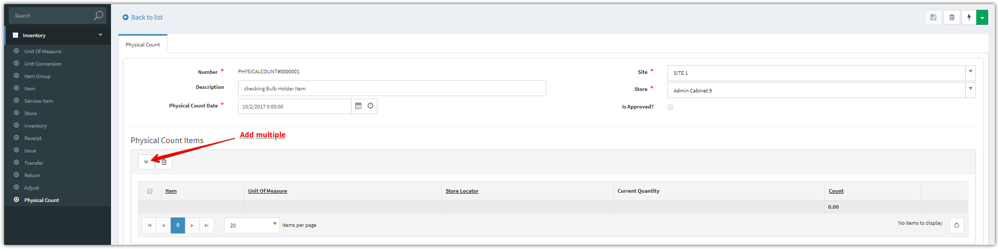 Search
Inventory
Unit Of Measure
Unit Conversion
Item Group
Item
Service Item
Store
Inventory
Receipt
Issue
Transfer
Return
Adjust
Physical Count
Back to list
Physical Count
Number *
PHYSICALCOUNT#0000001
Description
checking Bulb Holder Item
Physical Count Date *
10/2/2017 0:00:00
Site *
SITE 1
Store *
Admin Cabinet 9
Is Approved?
Add multiple
Physical Count Items
Item Unit Of Measure Store Locator Current Quantity Count
0.00
0 20 items per page No items to display